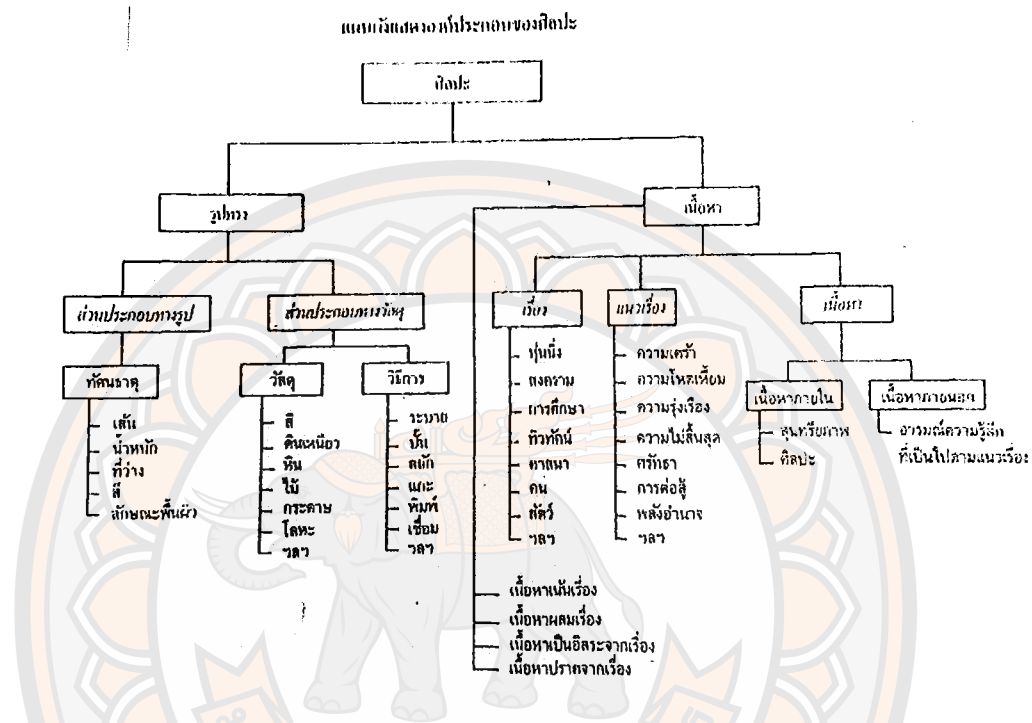 แผนผังแสดงองค์ประกอบของศิลปะ
ศิลปะ
รูปทรง
เนื้อหา
ส่วนประกอบทางรูป
ส่วนประกอบทางวัตถุ
เรื่อง
แนวเรื่อง
เนื้อหา
ทัศนธาตุ
เส้น
น้ำหนัก
ที่ว่าง
สี
ลักษณะพื้นผิว
วัสดุ
สี
ดินเหนียว
หิน
ไม้
กระดาษ
โลหะ
ฯลฯ
วิธีการ
ระบาย
ปั้น
สลัก
แกะ
พิมพ์
เชื่อม
ฯลฯ
หุ่นนิ่ง
สงคราม
การศึกษา
ทิวทัศน์
ศาสนา
คน
สัตว์
ฯลฯ
ความเศร้า
ความโหดเหี้ยม
ความรุ่งเรือง
ความไม่สิ้นสุด
ศรัทธา
การต่อสู้
พลังอำนาจ
ฯลฯ
เนื้อหาภายใน
สุนทรียภาพ
ศิลปะ
เนื้อหาภายนอก
อารมณ์ความรู้สึก
ที่เป็นไปตามแนวเรื่อง
เนื้อหาเน้นเรื่อง
เนื้อหาผสมเรื่อง
เนื้อหาเป็นอิสระจากเรื่อง
เนื้อหาปราศจากเรื่อง